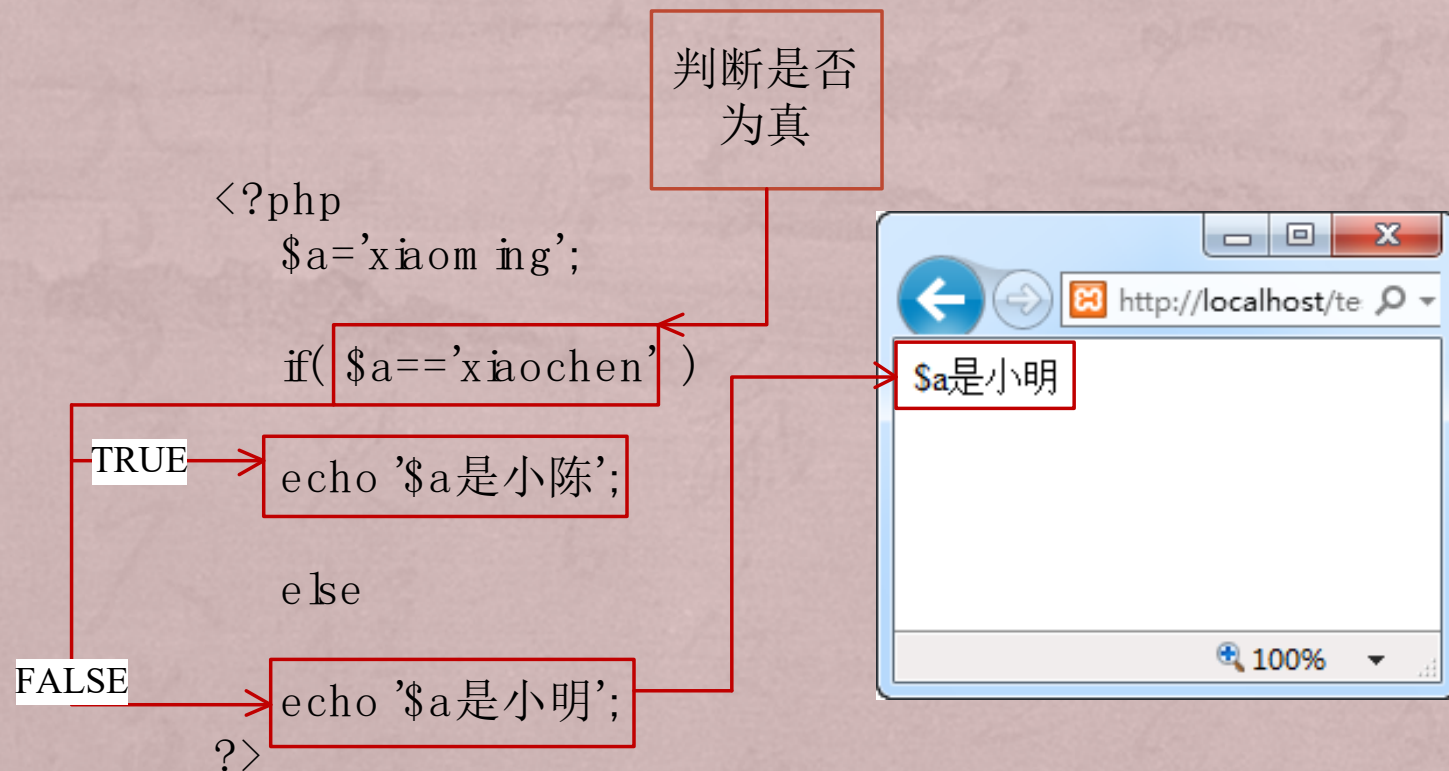 判断是否
为真
<?php
$a='xiaoming';
if( $a=='xiaochen' )
TRUE
echo '$a是小陈';
else
FALSE
echo '$a是小明';
?>
http://localhost/te
$a是小明
100%